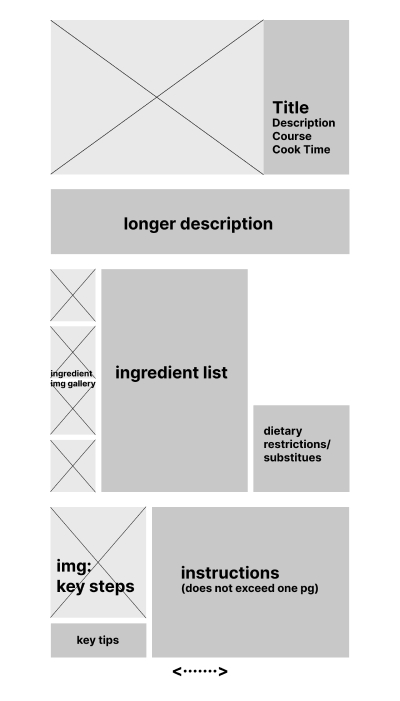 Title
Description
Course
Cook Time
longer description
ingredient
img gallery
ingredient list
dietary
restrictions/
substitues
img:
key steps
key tips
instructions
(does not exceed one pg)
<·······>